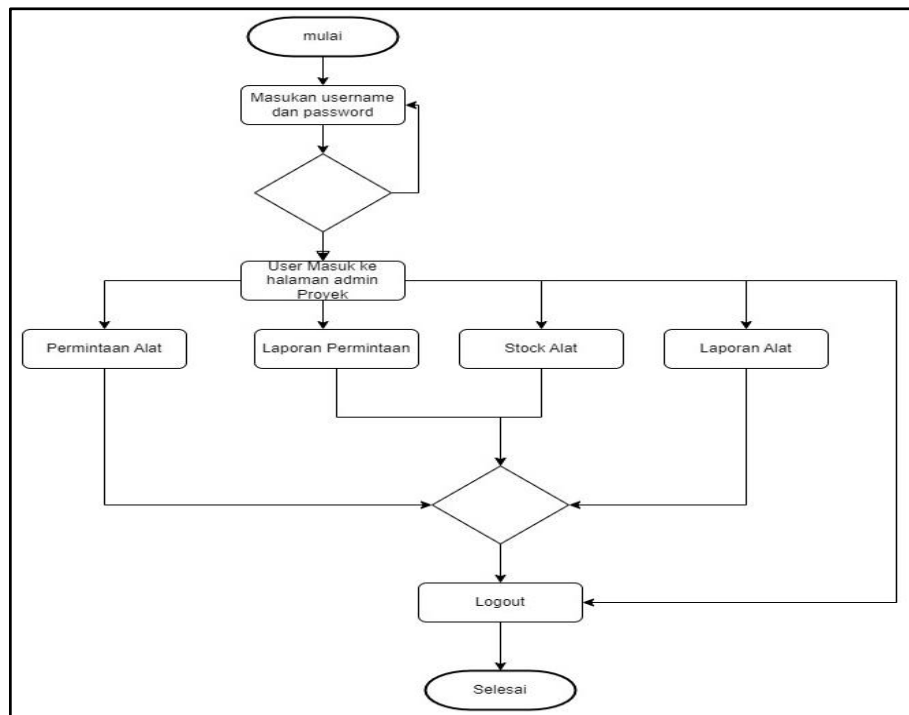 mulai
Masukan username
dan password
User Masuk ke
halaman admin
Proyek
Permintaan Alat
Laporan Permintaan
Stock Alat
Laporan Alat
Logout
Selesai